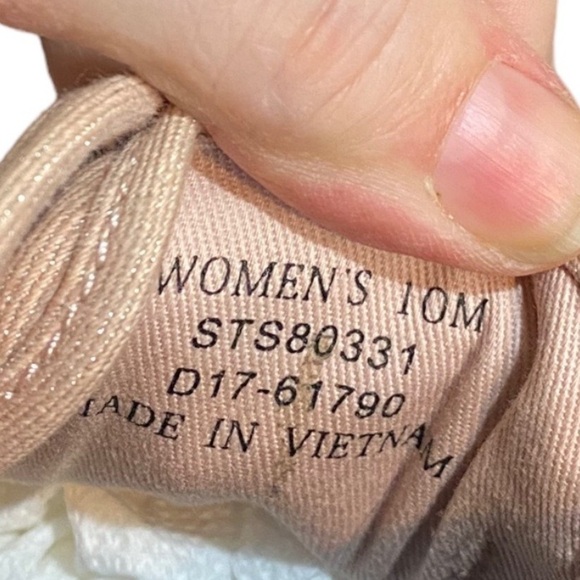 WOMEN'S 10M
STS80331
D17-61790
MADE IN VIETNAM